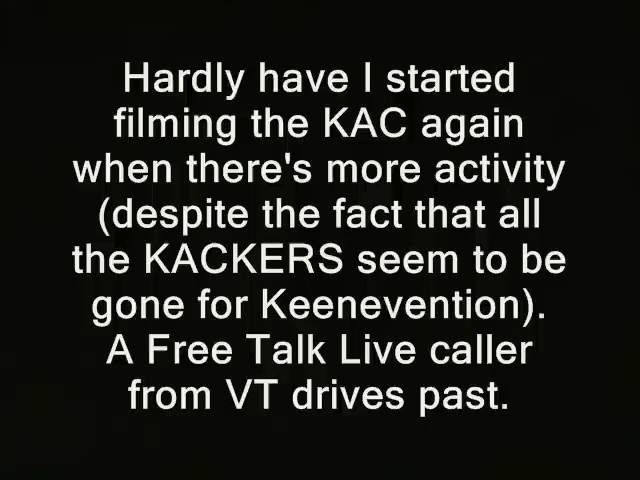 Hardly have I started
filming the KAC again
when there's more activity
(despite the fact that all
the KACKERS seem to be
gone for Keenevention).
A Free Talk Live caller
from VT drives past.